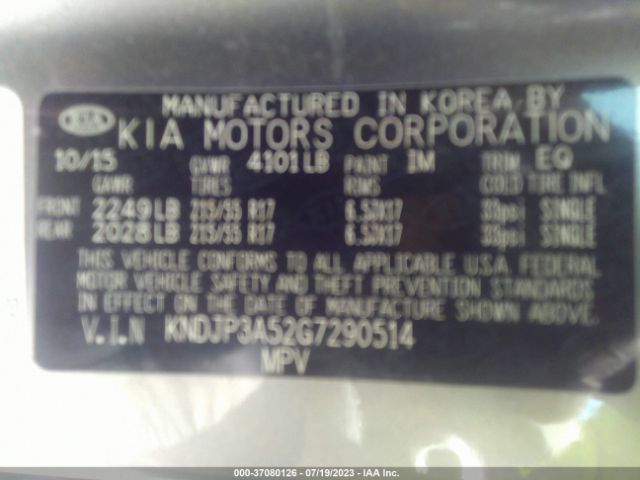 MANUFACTURED IN KOREA BY
KIA KIA MOTORS CORPORATION
10/15 GVWR 4101LB PAINT IM TRIM EQ
GAWR TIRES RIMS COLD TIRE INFL
FRONT 2249LB 215/55 R17 6.5JX17 33psi SINGLE
REAR 2028LB 215/55 R17 6.5JX17 33psi SINGLE
THIS VEHICLE CONFORMS TO ALL APPLICABLE U.S.A. FEDERAL
MOTOR VEHICLE SAFETY AND THEFT PREVENTION STANDARDS
IN EFFECT ON THE DATE OF MANUFACTURE SHOWN ABOVE
V.I.N KNDJP3A52G7290514
MPV
000-37080126 - 07/19/2023 - IAA Inc.